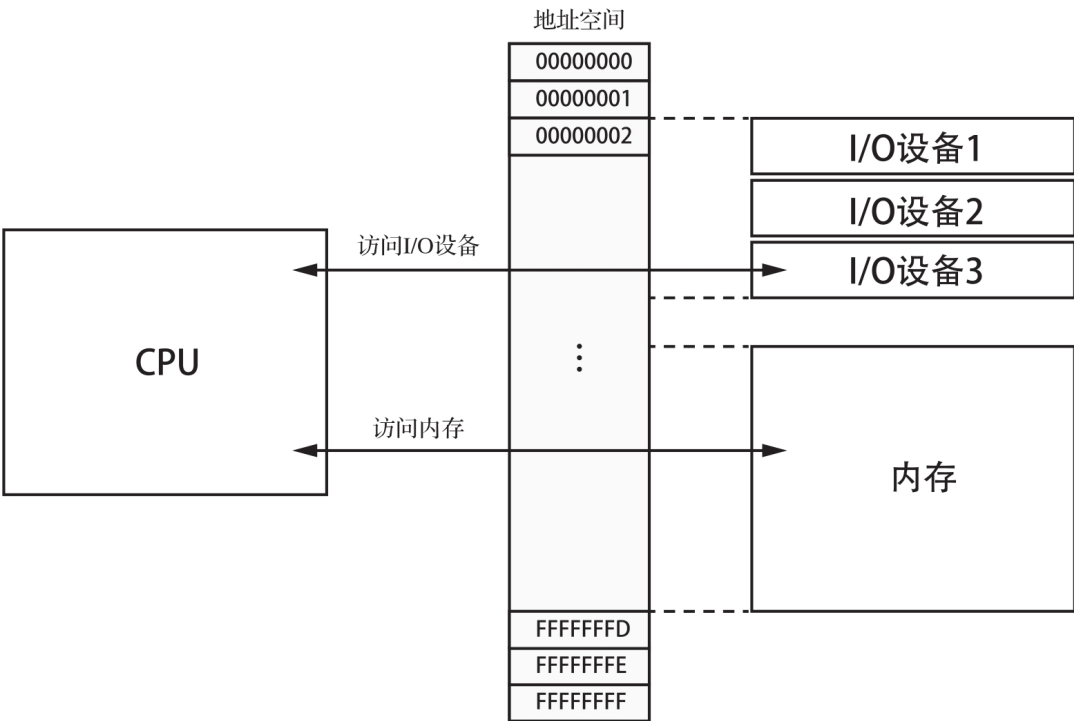 地址空间
00000000
00000001
00000002
I/O设备1
I/O设备2
访问I/O设备
I/O设备3
CPU
⋮
访问内存
内存
FFFFFFFD
FFFFFFFE
FFFFFFFF